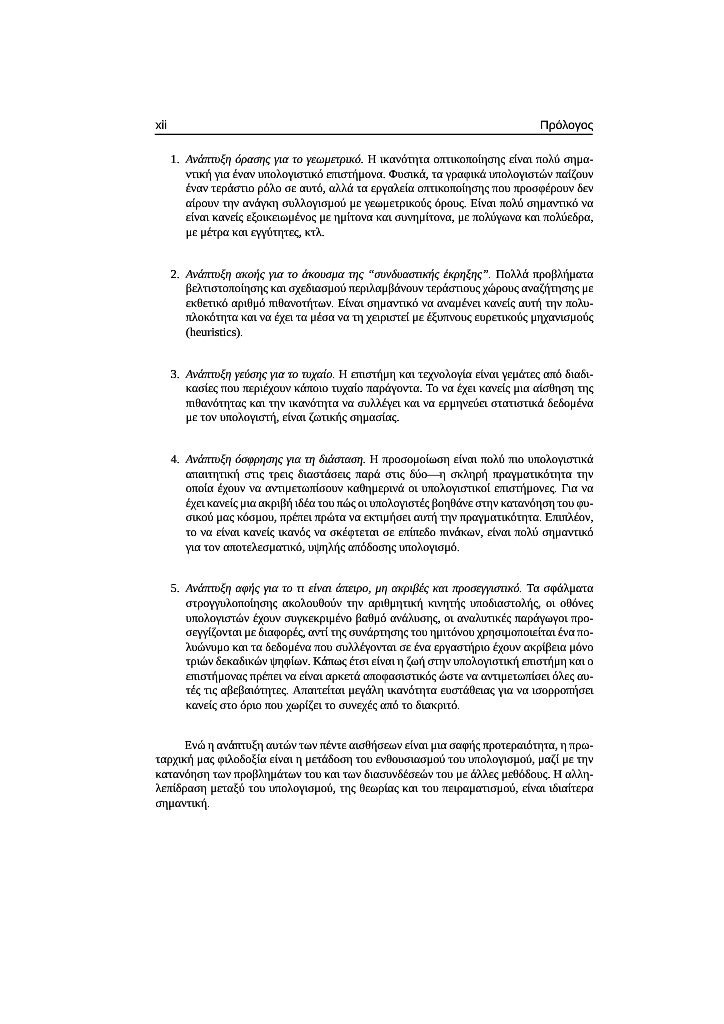 xii Πρόλογος
1. Ανάπτυξη όρασης για το γεωμετρικό. Η ικανότητα οπτικοποίησης είναι πολύ σημα-
ντική για έναν υπολογιστικό επιστήμονα. Φυσικά, τα γραφικά υπολογιστών παίζουν
έναν τεράστιο ρόλο σε αυτό, αλλά τα εργαλεία οπτικοποίησης που προσφέρουν δεν
αίρουν την ανάγκη συλλογισμού με γεωμετρικούς όρους. Είναι πολύ σημαντικό να
είναι κανείς εξοικειωμένος με ημίτονα και συνημίτονα, με πολύγωνα και πολύεδρα,
με μέτρα και εγγύτητες, κτλ.
2. Ανάπτυξη ακοής για το άκουσμα της “συνδυαστικής έκρηξης”. Πολλά προβλήματα
βελτιστοποίησης και σχεδιασμού περιλαμβάνουν τεράστιους χώρους αναζήτησης με
εκθετικό αριθμό πιθανοτήτων. Είναι σημαντικό να αναμένει κανείς αυτή την πολυ-
πλοκότητα και να έχει τα μέσα να τη χειριστεί με έξυπνους ευρετικούς μηχανισμούς
(heuristics).
3. Ανάπτυξη γεύσης για το τυχαίο. Η επιστήμη και τεχνολογία είναι γεμάτες από διαδι-
κασίες που περιέχουν κάποιο τυχαίο παράγοντα. Το να έχει κανείς μια αίσθηση της
πιθανότητας και την ικανότητα να συλλέγει και να ερμηνεύει στατιστικά δεδομένα
με τον υπολογιστή, είναι ζωτικής σημασίας.
4. Ανάπτυξη όσφρησης για τη διάσταση. Η προσομοίωση είναι πολύ πιο υπολογιστικά
απαιτητική στις τρεις διαστάσεις παρά στις δύο—η σκληρή πραγματικότητα την
οποία έχουν να αντιμετωπίσουν καθημερινά οι υπολογιστικοί επιστήμονες. Για να
έχει κανείς μια ακριβή ιδέα του πώς οι υπολογιστές βοηθάνε στην κατανόηση του φυ-
σικού μας κόσμου, πρέπει πρώτα να εκτιμήσει αυτή την πραγματικότητα. Επιπλέον,
το να είναι κανείς ικανός να σκέφτεται σε επίπεδο πινάκων, είναι πολύ σημαντικό
για τον αποτελεσματικό, υψηλής απόδοσης υπολογισμό.
5. Ανάπτυξη αφής για το τι είναι άπειρο, μη ακριβές και προσεγγιστικό. Τα σφάλματα
στρογγυλοποίησης ακολουθούν την αριθμητική κινητής υποδιαστολής, οι οθόνες
υπολογιστών έχουν συγκεκριμένο βαθμό ανάλυσης, οι αναλυτικές παράγωγοι προ-
σεγγίζονται με διαφορές, αντί της συνάρτησης του ημιτόνου χρησιμοποιείται ένα πο-
λυώνυμο και τα δεδομένα που συλλέγονται σε ένα εργαστήριο έχουν ακρίβεια μόνο
τριών δεκαδικών ψηφίων. Κάπως έτσι είναι η ζωή στην υπολογιστική επιστήμη και ο
επιστήμονας πρέπει να είναι αρκετά αποφασιστικός ώστε να αντιμετωπίσει όλες αυ-
τές τις αβεβαιότητες. Απαιτείται μεγάλη ικανότητα ευστάθειας για να ισορροπήσει
κανείς στο όριο που χωρίζει το συνεχές από το διακριτό.
Ενώ η ανάπτυξη αυτών των πέντε αισθήσεων είναι μια σαφής προτεραιότητα, η πρω-
ταρχική μας φιλοδοξία είναι η μετάδοση του ενθουσιασμού του υπολογισμού, μαζί με την
κατανόηση των προβλημάτων του και των διασυνδέσεών του με άλλες μεθόδους. Η αλλη-
λεπίδραση μεταξύ του υπολογισμού, της θεωρίας και του πειραματισμού, είναι ιδιαίτερα
σημαντική.